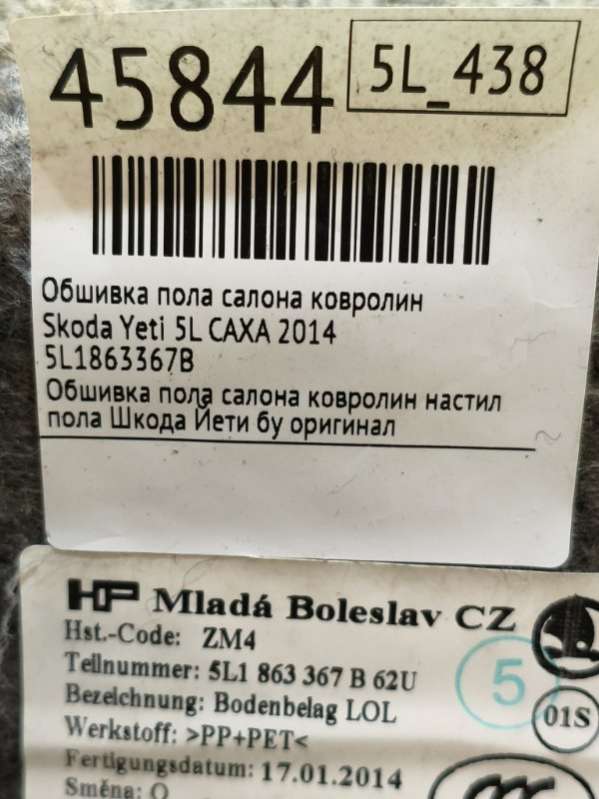 45844
5L_438
Обшивка пола салона ковролин
Skoda Yeti 5L CAXA 2014
5L1863367B
Обшивка пола салона ковролин настил
пола Шкода Йети бу оригинал
HP Mladá Boleslav CZ
Hst.-Code: ZM4
Teilnummer: 5L1 863 367 B 62U
5
Bezeichnung: Bodenbelag LOL
01S
Werkstoff: >PP+PET<
Fertigungsdatum: 17.01.2014
Směna: O